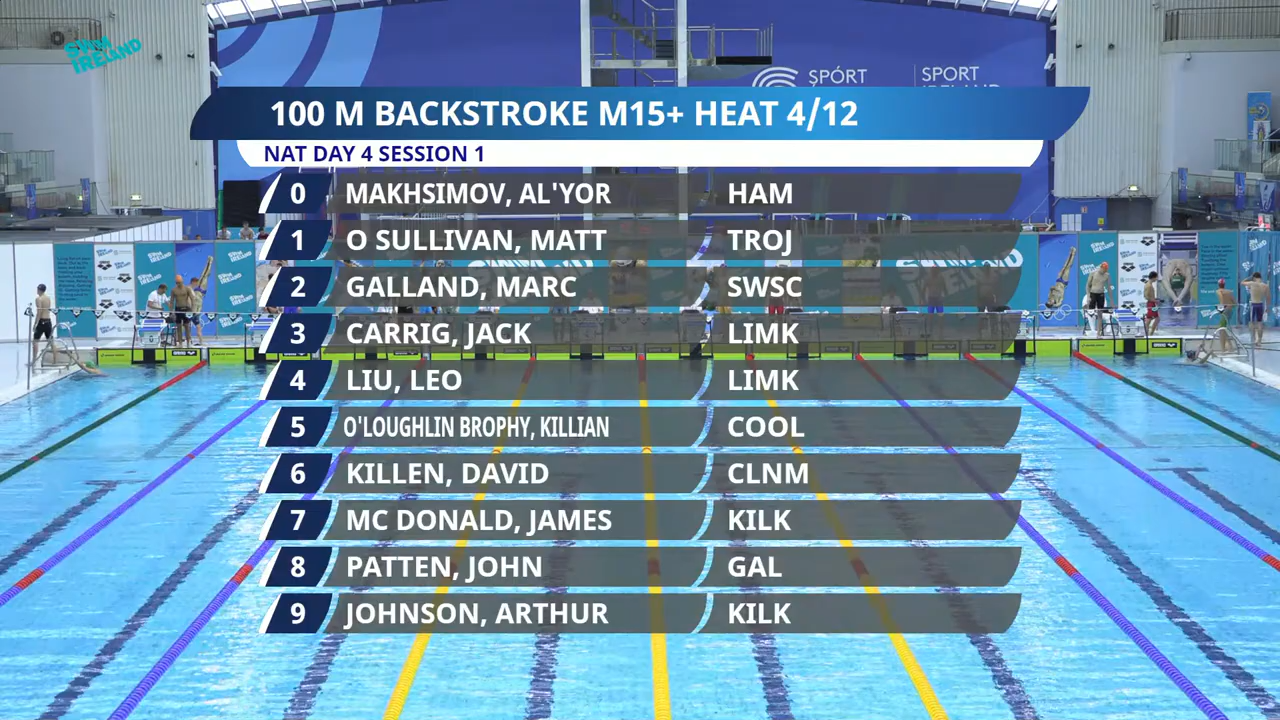 SWIM
IRELAND
SPÓRT
SPORT
100 M BACKSTROKE M15+ HEAT 4/12
NAT DAY 4 SESSION 1
0 MAKHSIMOV, AL'YOR HAM
1 O SULLIVAN, MATT TROJ
2 GALLAND, MARC SWSC
3 CARRIG, JACK LIMK
4 LIU, LEO LIMK
5 O'LOUGHLIN BROPHY, KILLIAN COOL
6 KILLEN, DAVID CLNM
7 MC DONALD, JAMES KILK
8 PATTEN, JOHN GAL
9 JOHNSON, ARTHUR KILK